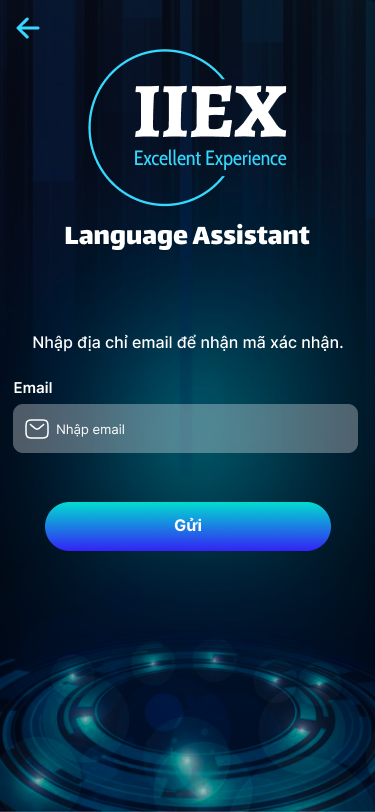 IIEX
Excellent Experience
Language Assistant
Nhập địa chỉ email để nhận mã xác nhận.
Email
Nhập email
Gửi